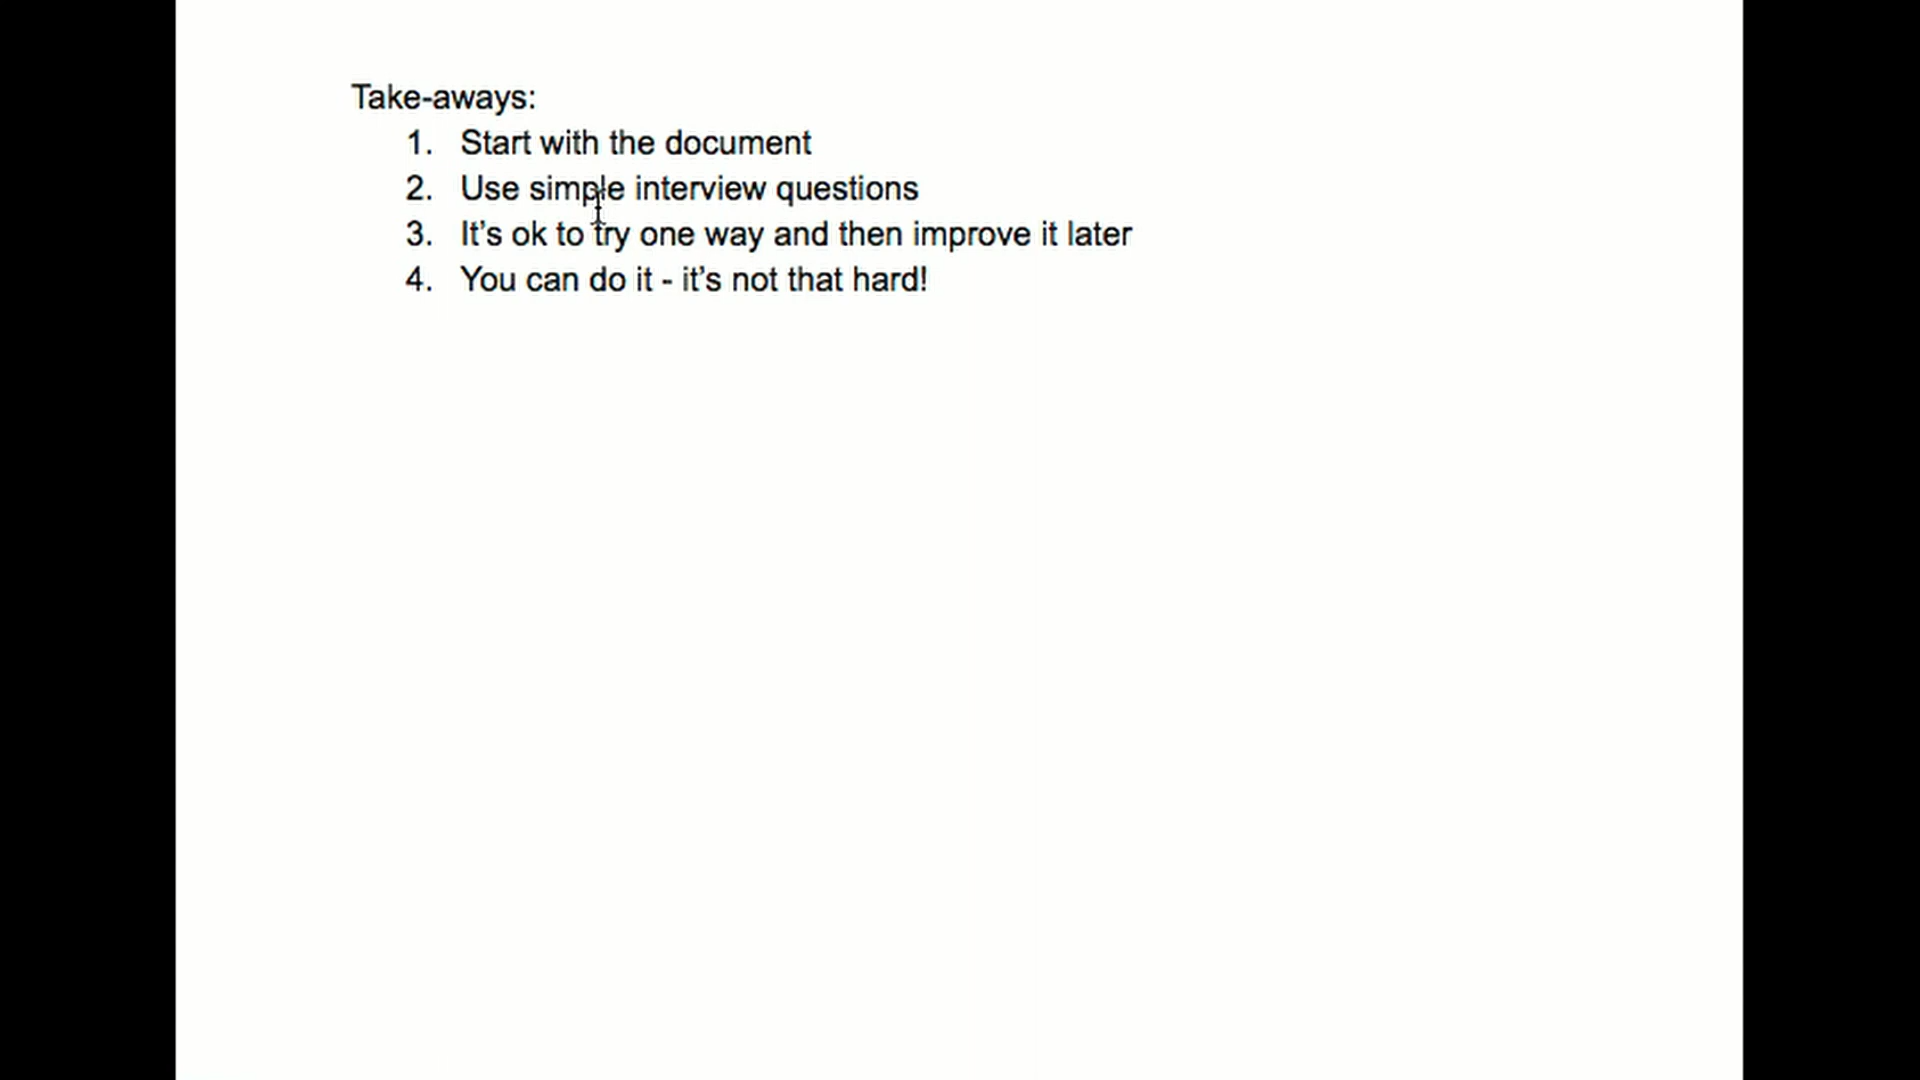 Take-aways:
1. Start with the document
2. Use simple interview questions
3. It’s ok to try one way and then improve it later
4. You can do it - it’s not that hard!